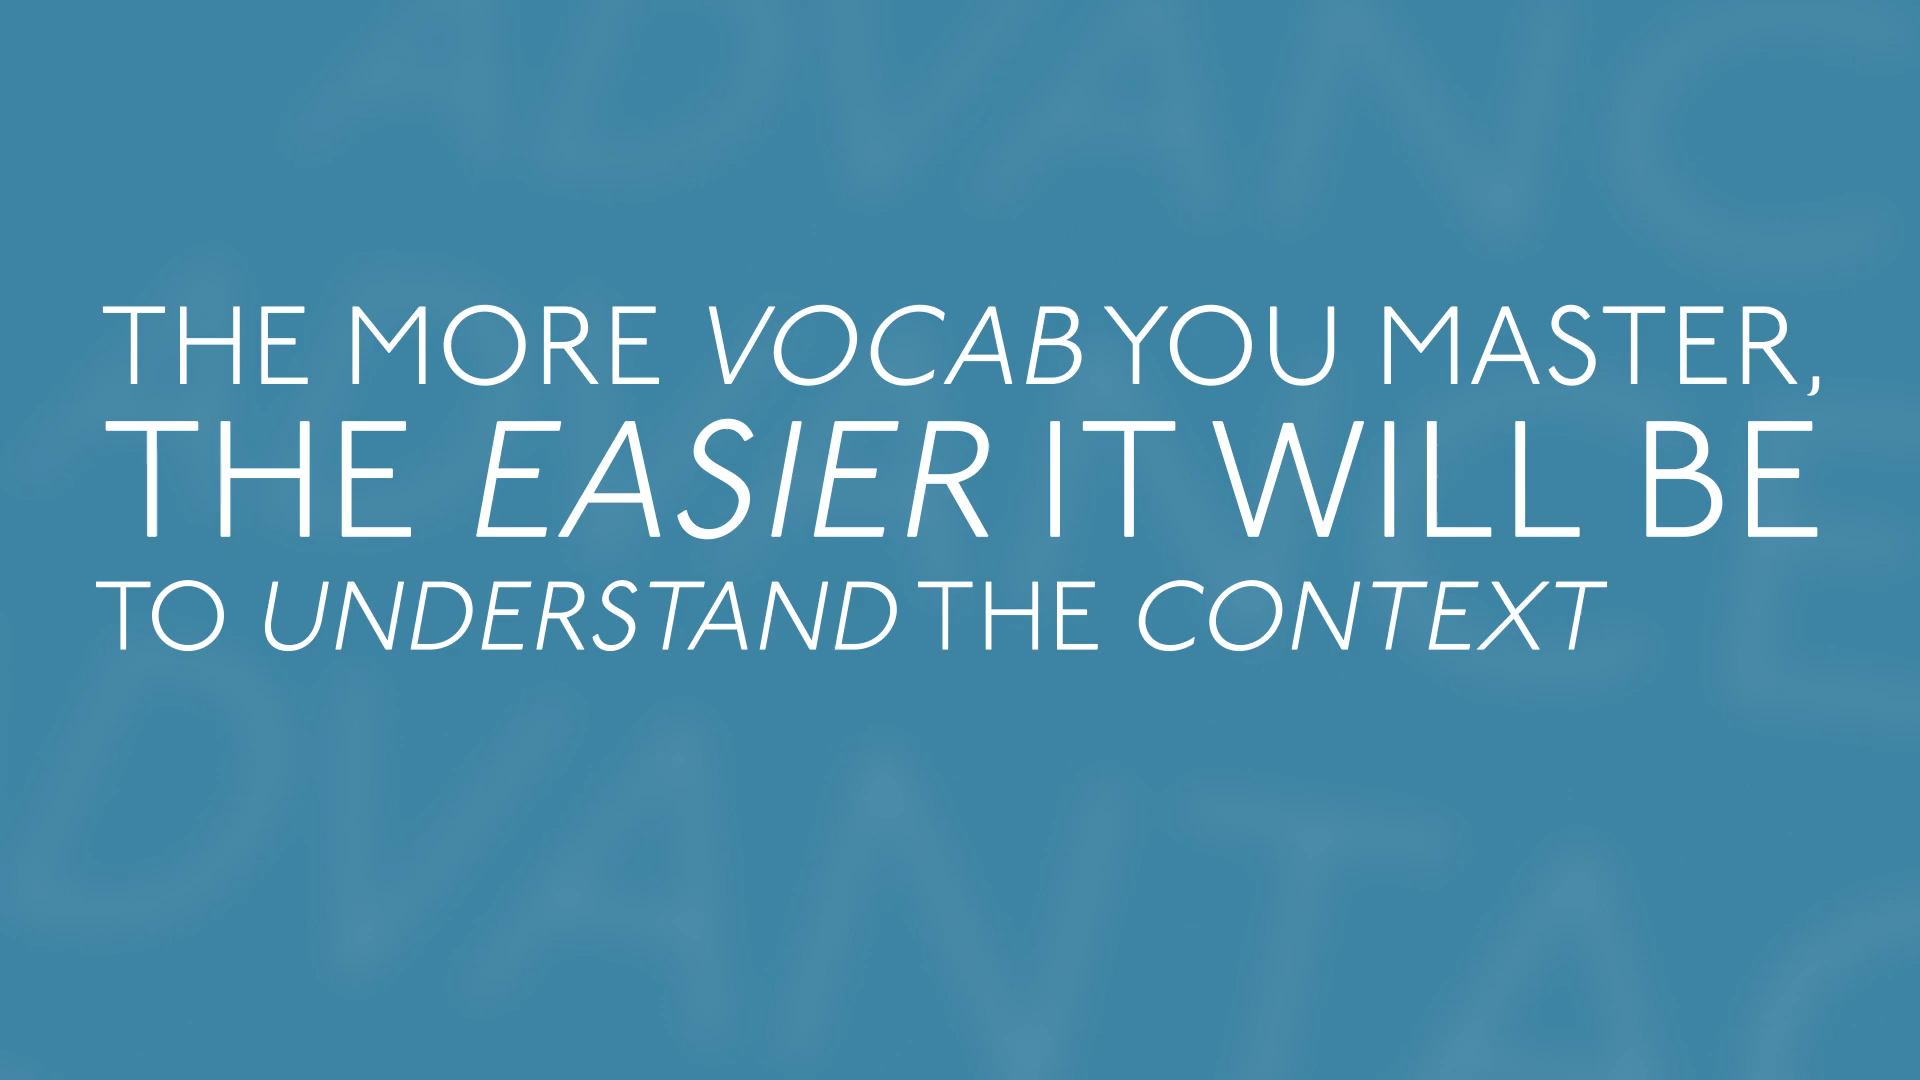 THE MORE VOCAB YOU MASTER,
THE EASIER IT WILL BE
TO UNDERSTAND THE CONTEXT